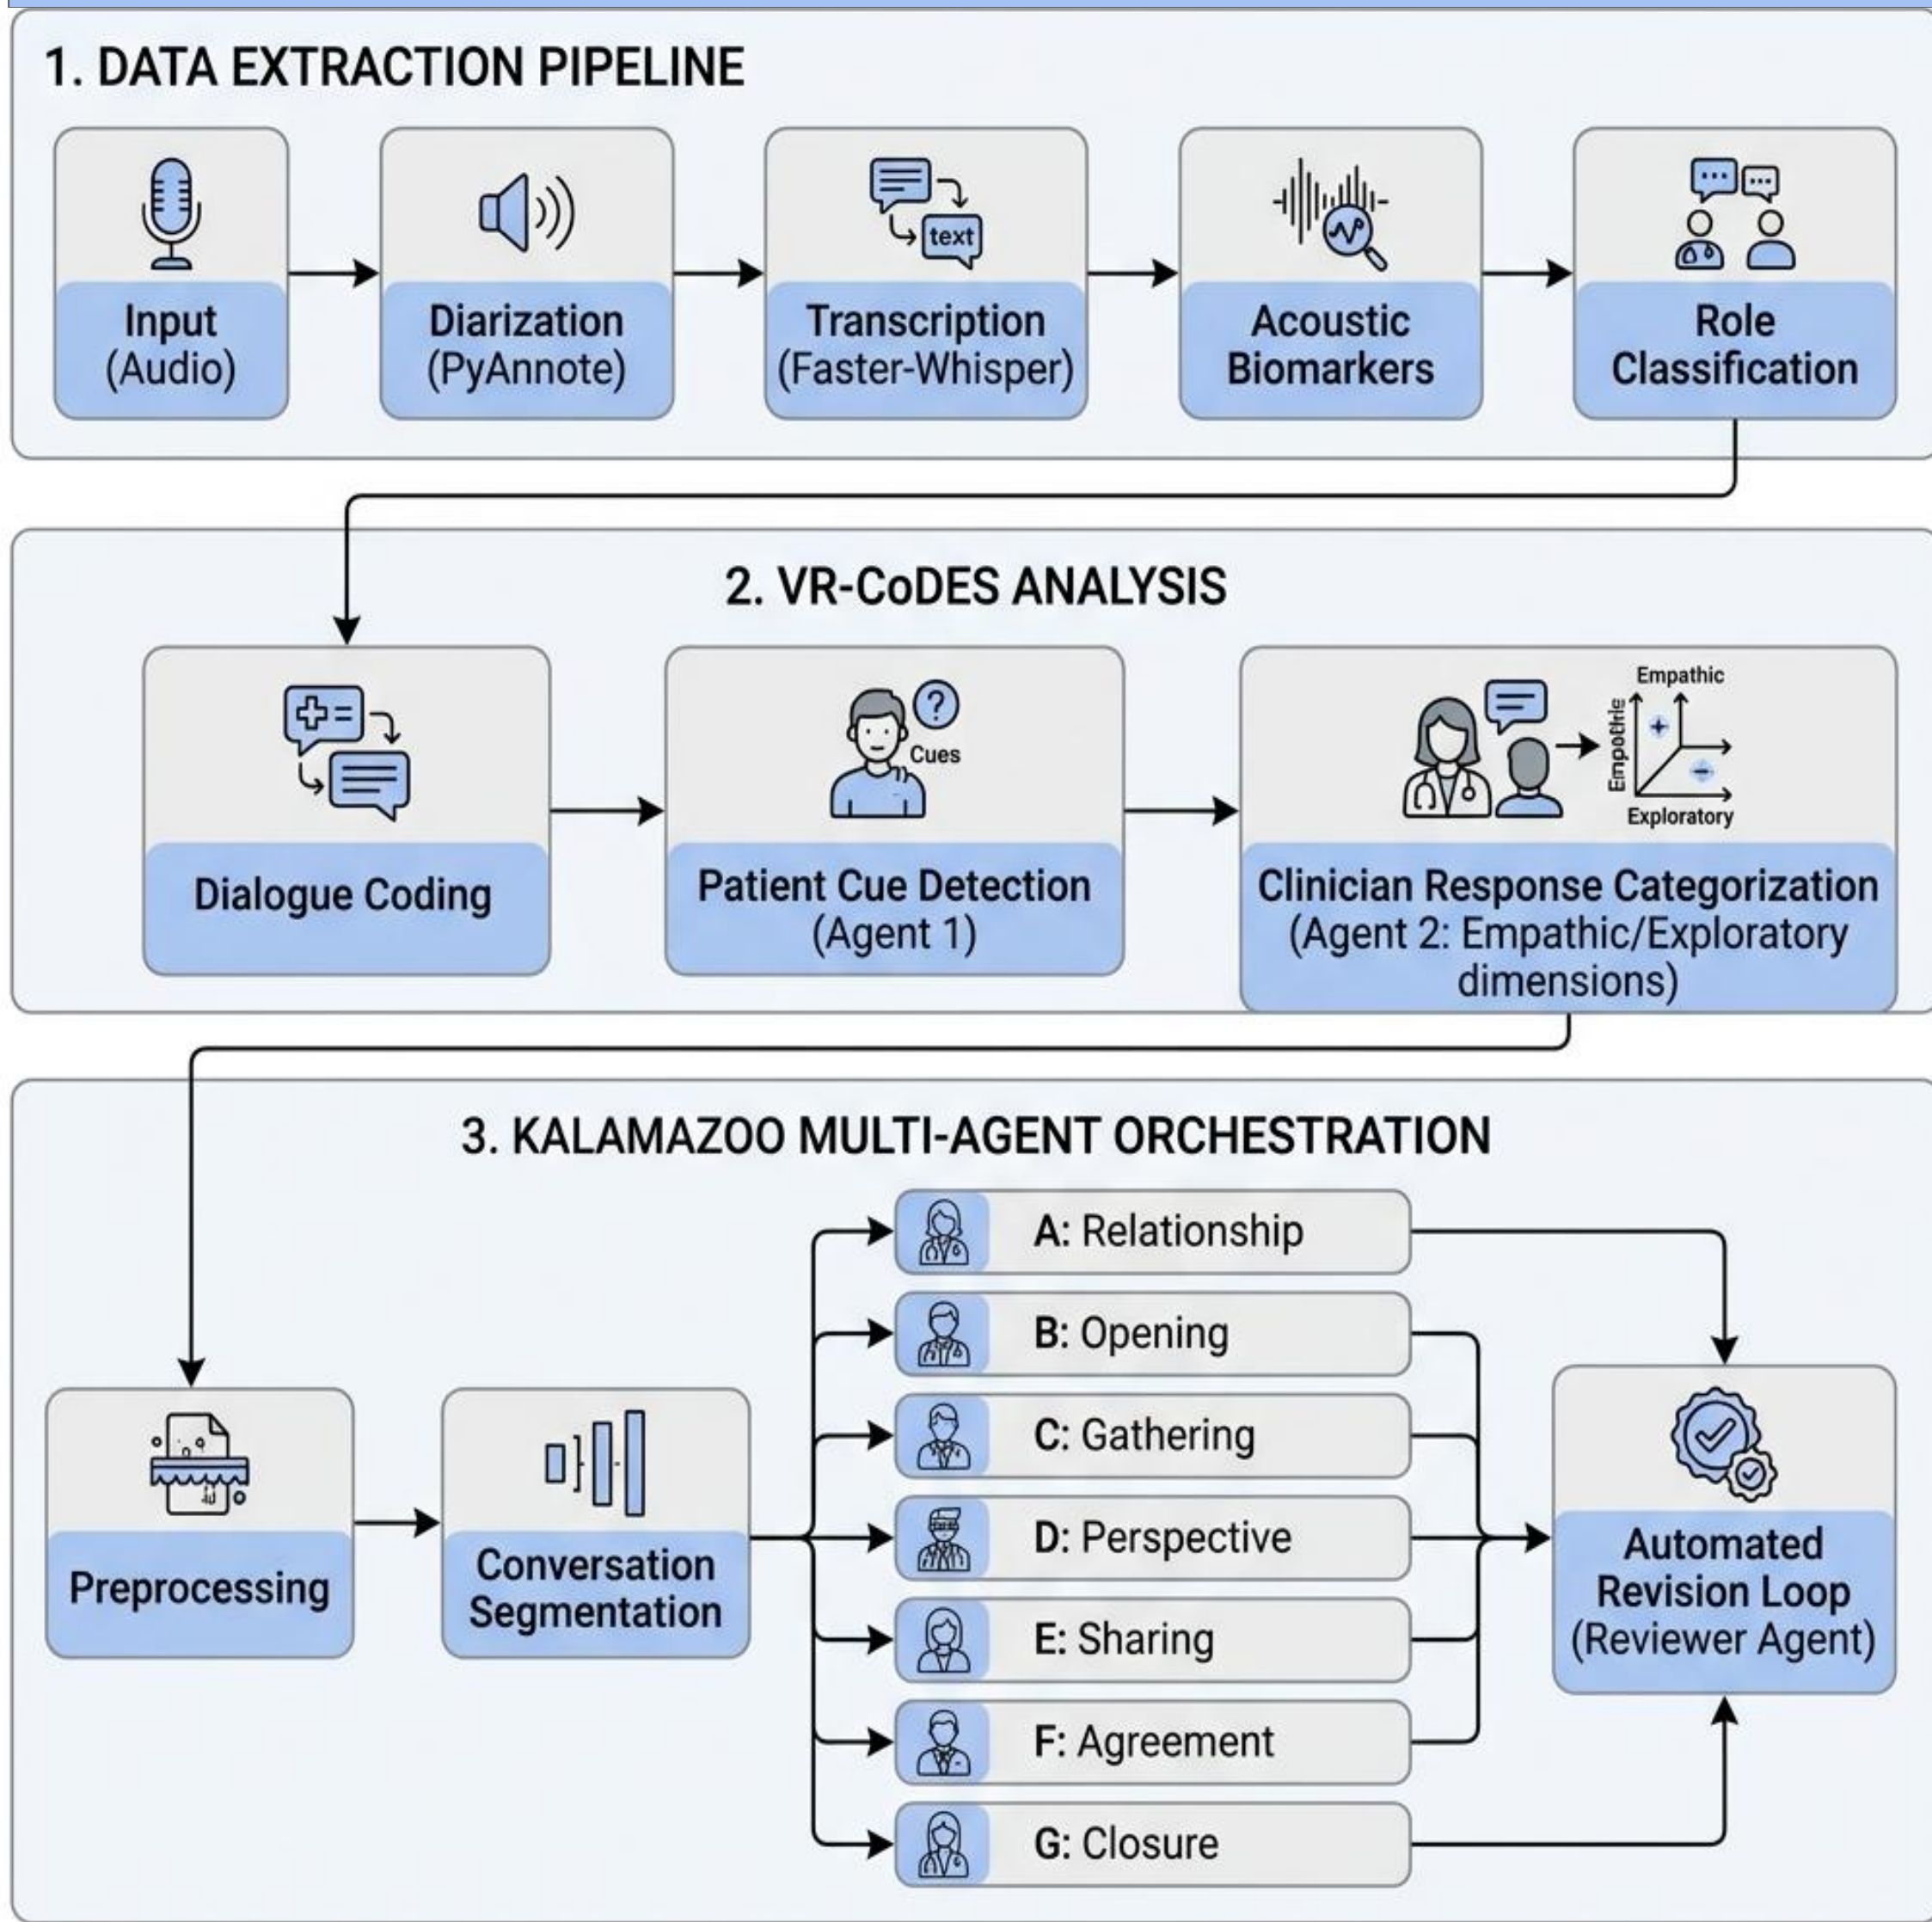 1. DATA EXTRACTION PIPELINE
text
Input
(Audio)
Diarization
(PyAnnote)
Transcription
(Faster-Whisper)
Acoustic
Biomarkers
Role
Classification
2. VR-CoDES ANALYSIS
Dialogue Coding
?
Cues
Patient Cue Detection
(Agent 1)
Empathic
Exploratory
Clinician Response Categorization
(Agent 2: Empathic/Exploratory
dimensions)
3. KALAMAZOO MULTI-AGENT ORCHESTRATION
Preprocessing
Conversation
Segmentation
A: Relationship
B: Opening
C: Gathering
D: Perspective
E: Sharing
F: Agreement
G: Closure
Automated
Revision Loop
(Reviewer Agent)